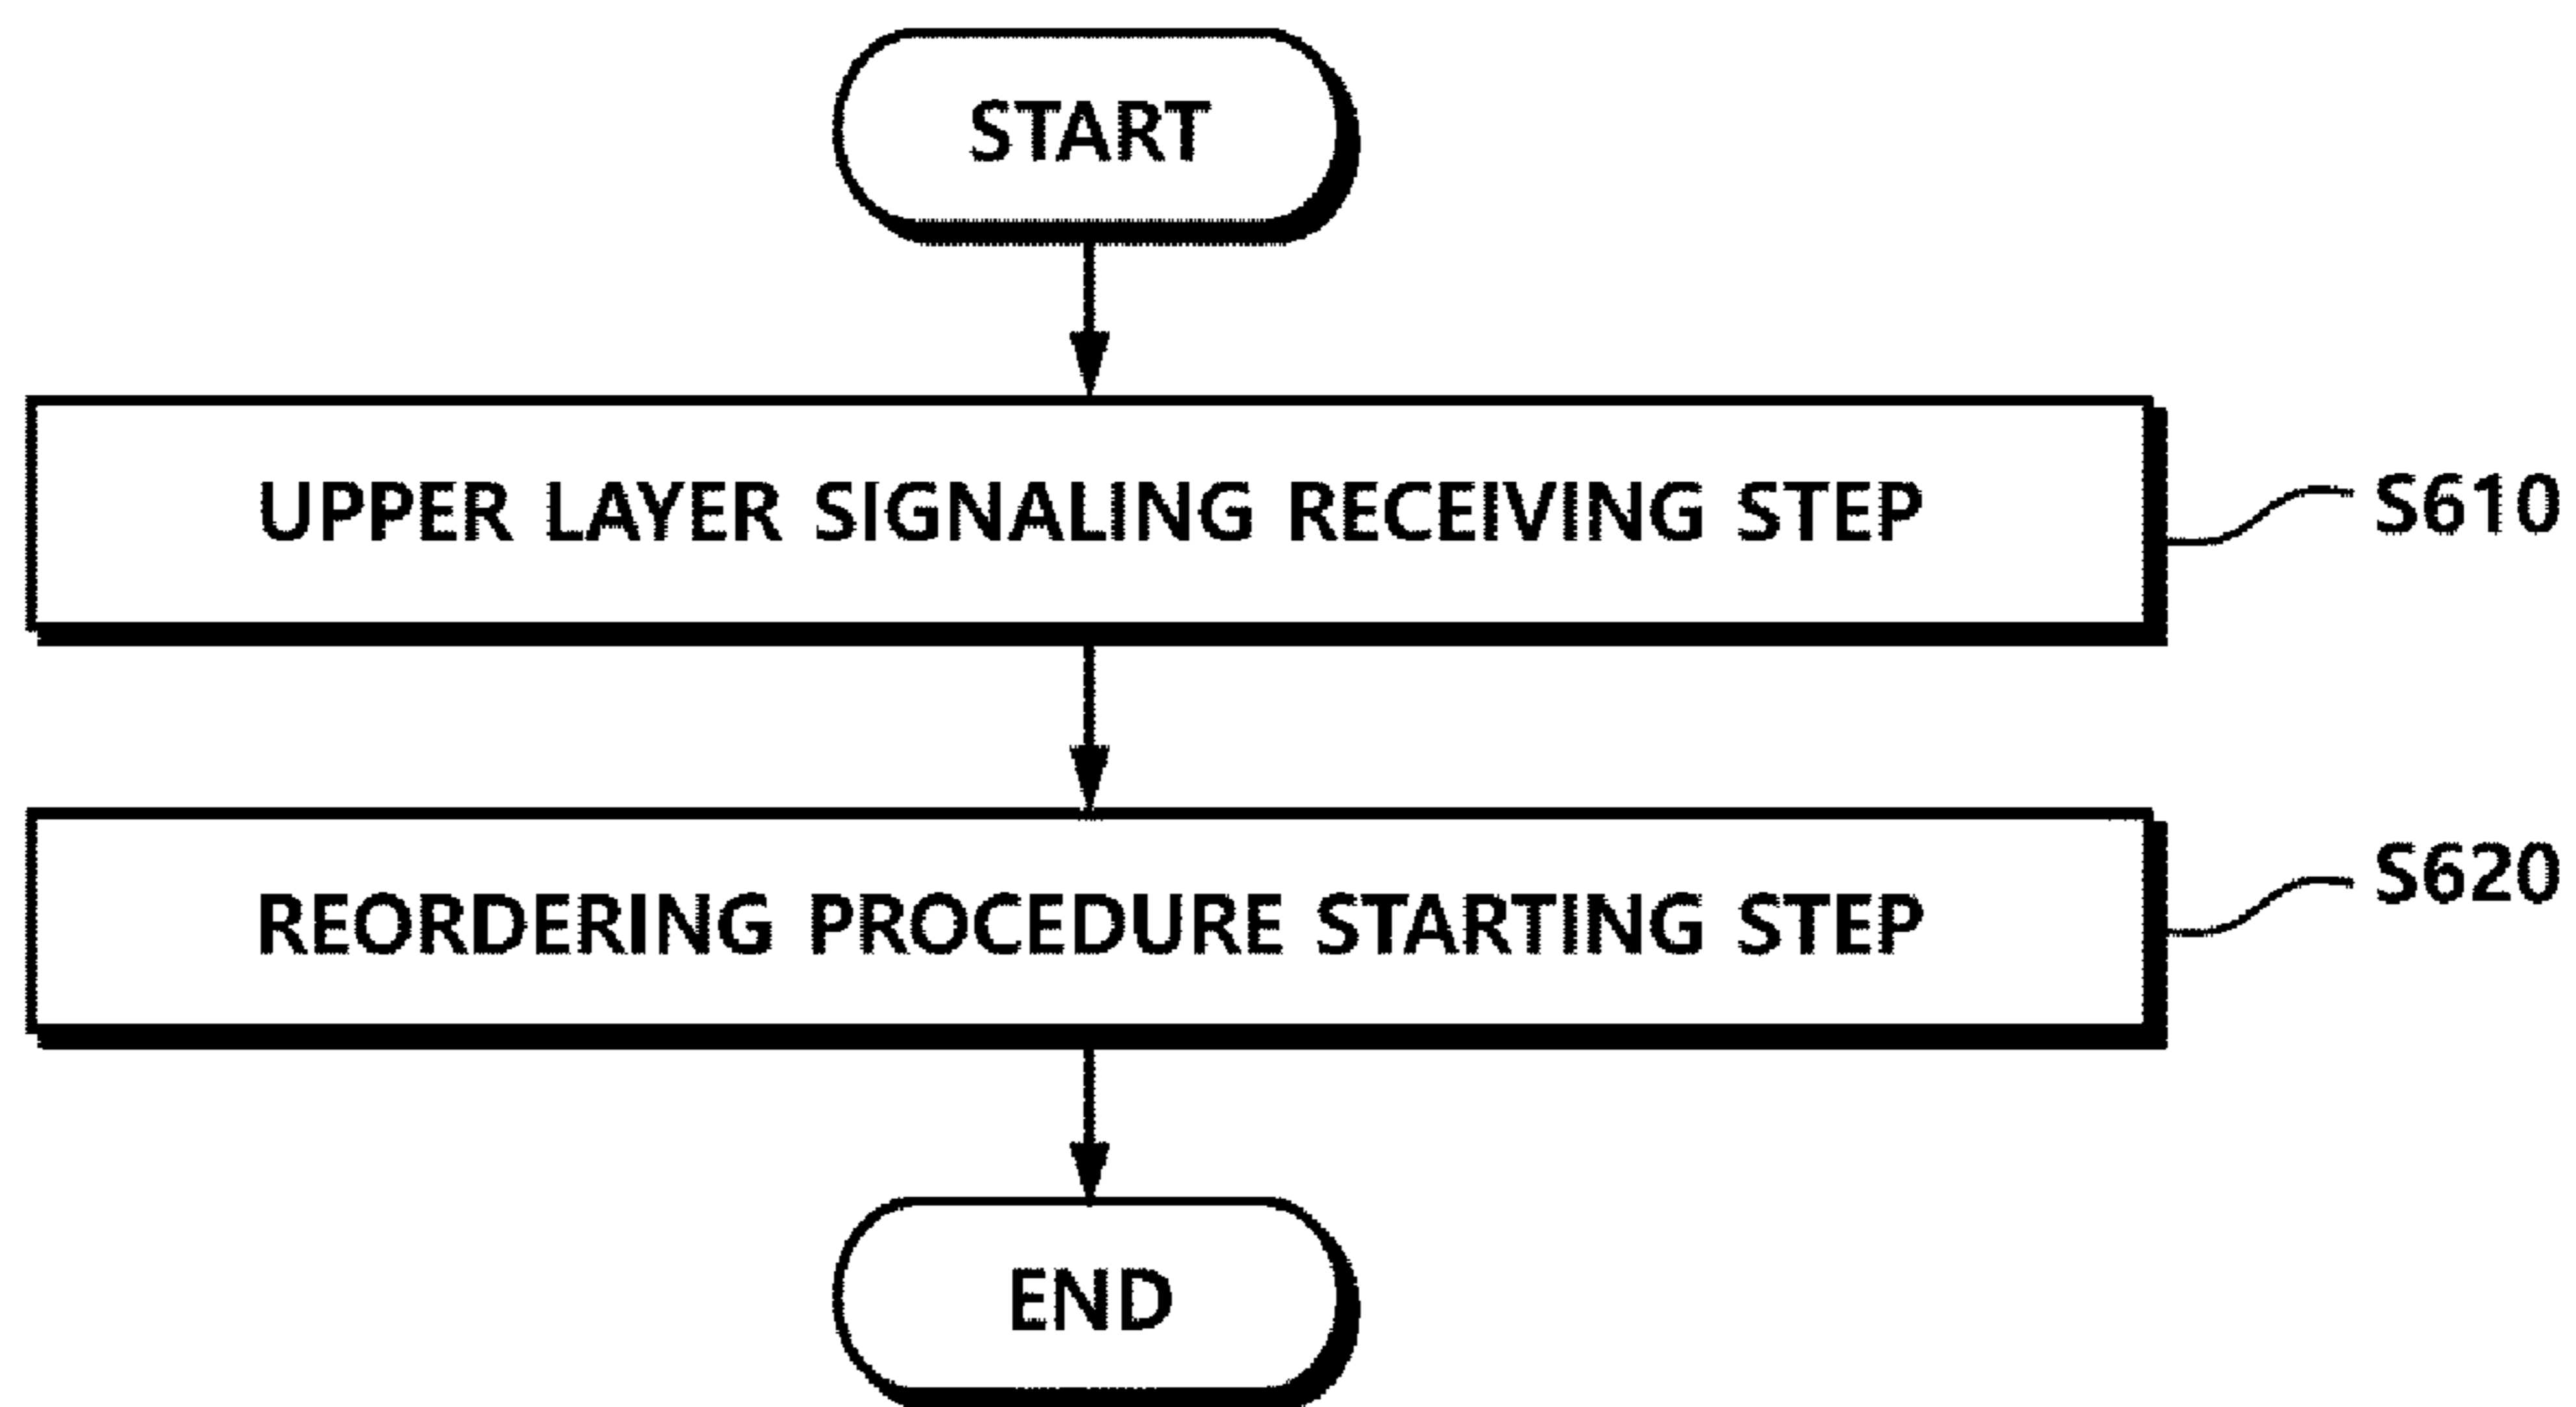 START
UPPER LAYER SIGNALING RECEIVING STEP
S610
REORDERING PROCEDURE STARTING STEP
S620
END